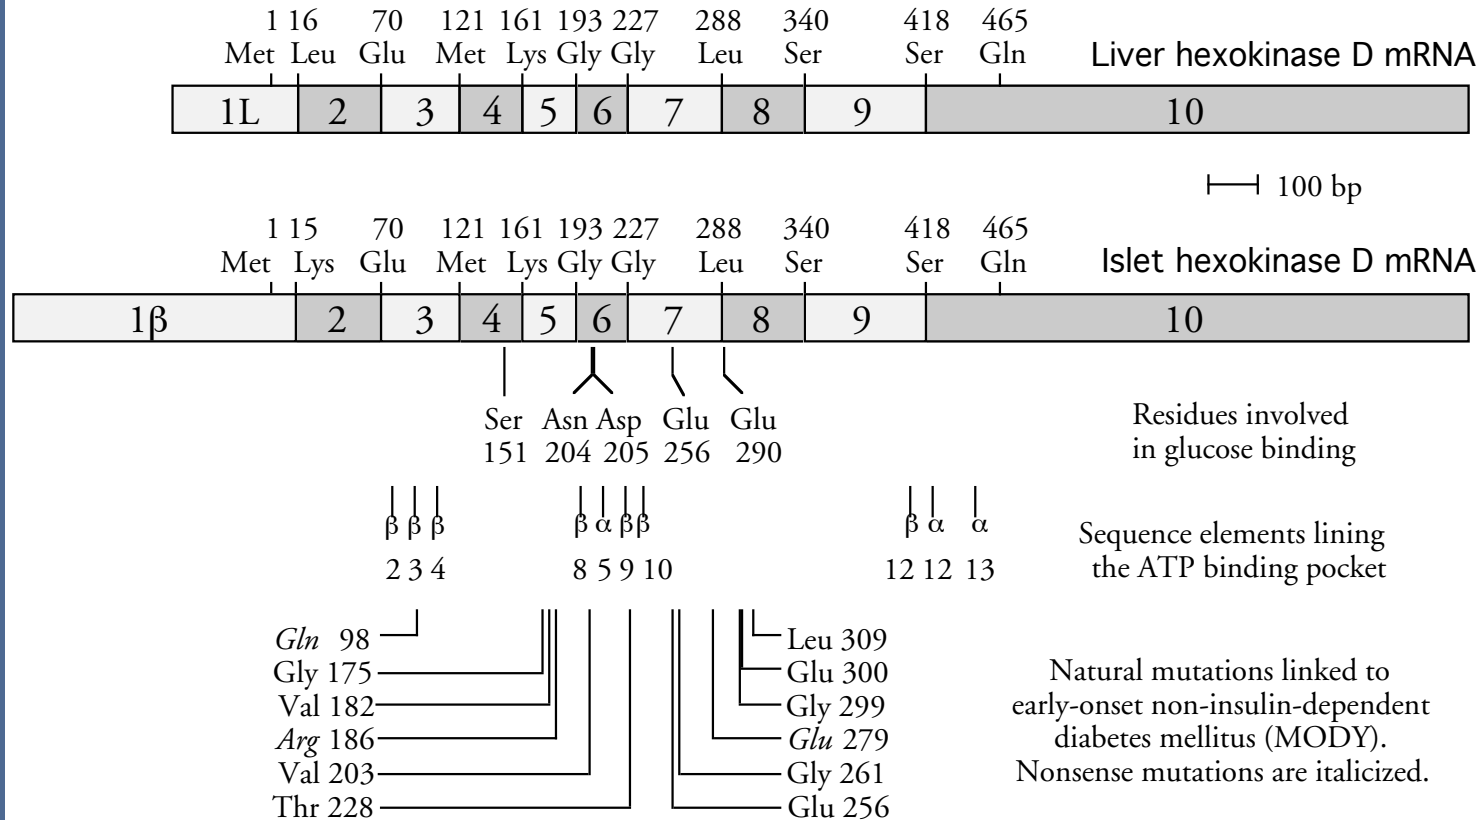 1 16 70 121 161 193 227 288 340 418 465
Met Leu Glu Met Lys Gly Gly Leu Ser Ser Gln Liver hexokinase D mRNA
1L 2 3 4 5 6 7 8 9 10
100 bp
1 15 70 121 161 193 227 288 340 418 465
Met Lys Glu Met Lys Gly Gly Leu Ser Ser Gln Islet hexokinase D mRNA
1β 2 3 4 5 6 7 8 9 10
Ser Asn Asp Glu Glu
151 204 205 256 290
Residues involved
in glucose binding
β β β β α β β β α α
2 3 4 8 5 9 10 12 12 13
Sequence elements lining
the ATP binding pocket
Gln 98
Gly 175
Val 182
Arg 186
Val 203
Thr 228
Leu 309
Glu 300
Gly 299
Glu 279
Gly 261
Glu 256
Natural mutations linked to
early-onset non-insulin-dependent
diabetes mellitus (MODY).
Nonsense mutations are italicized.